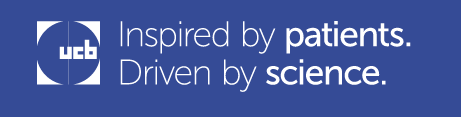 ucb
Inspired by patients.
Driven by science.